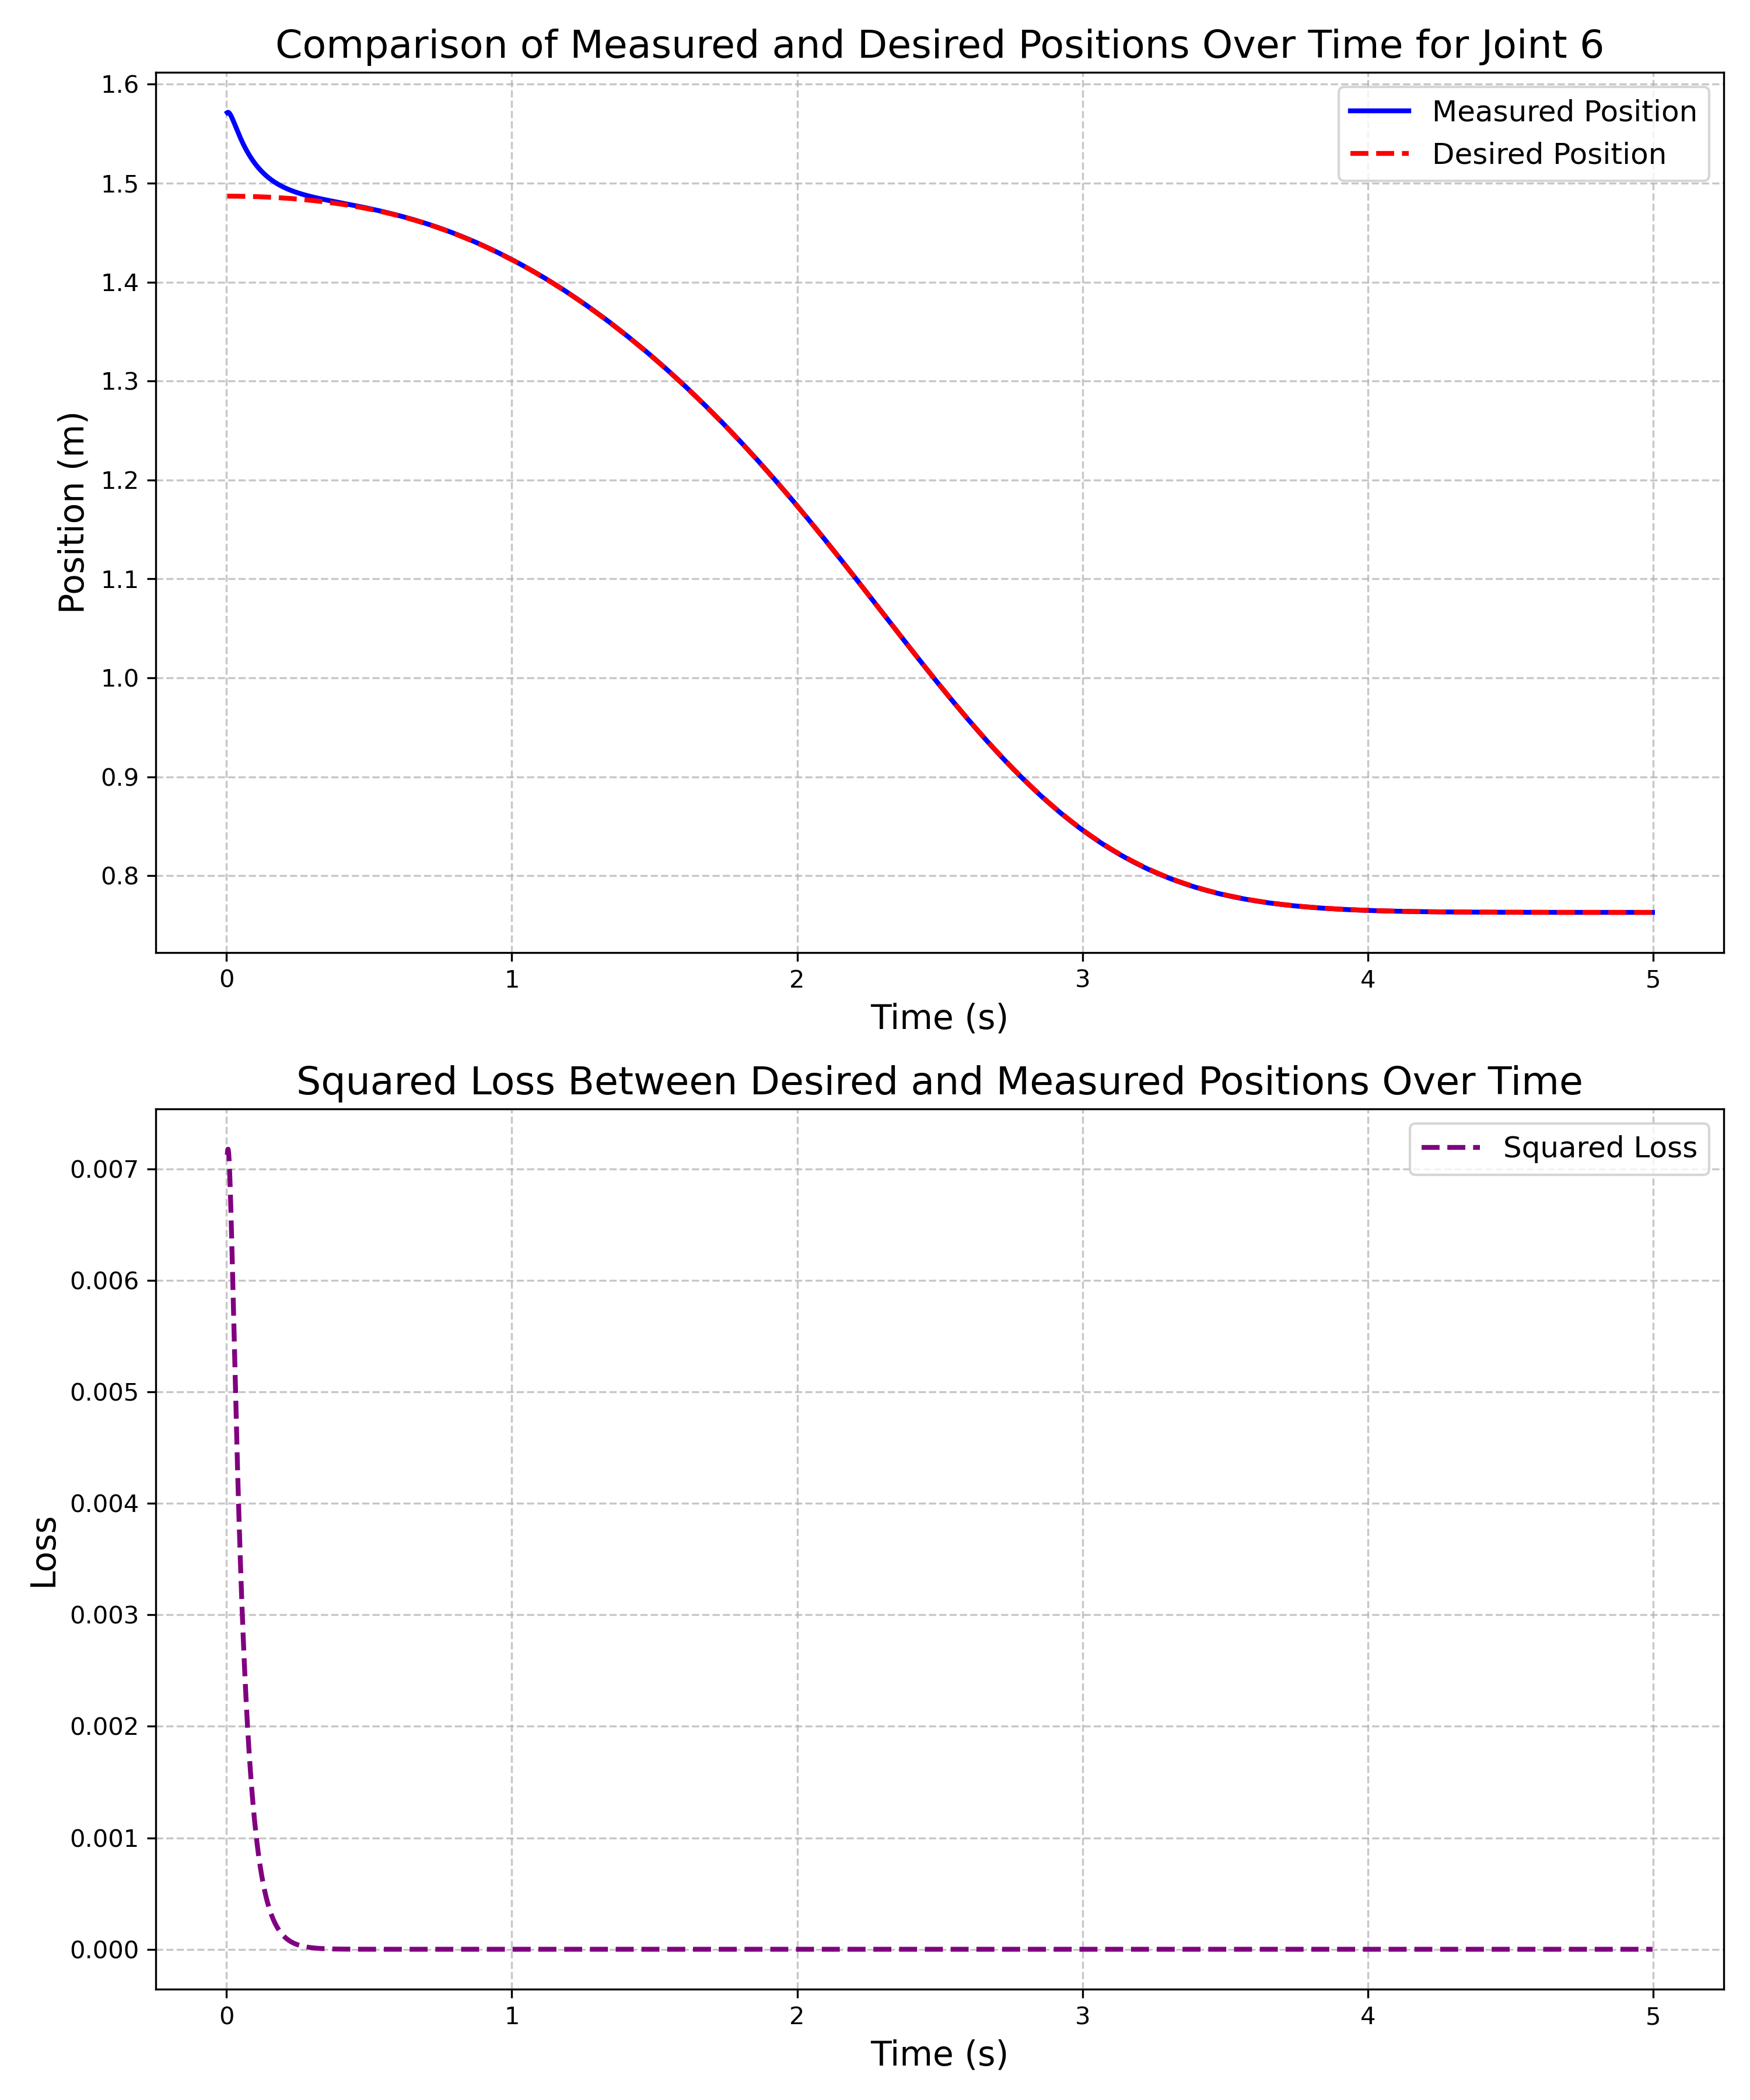 Comparison of Measured and Desired Positions Over Time for Joint 6
Measured Position
Desired Position
Position (m)
1.6
1.5
1.4
1.3
1.2
1.1
1.0
0.9
0.8
0 1 2 3 4 5
Time (s)
Squared Loss Between Desired and Measured Positions Over Time
Squared Loss
Loss
0.007
0.006
0.005
0.004
0.003
0.002
0.001
0.000
0 1 2 3 4 5
Time (s)